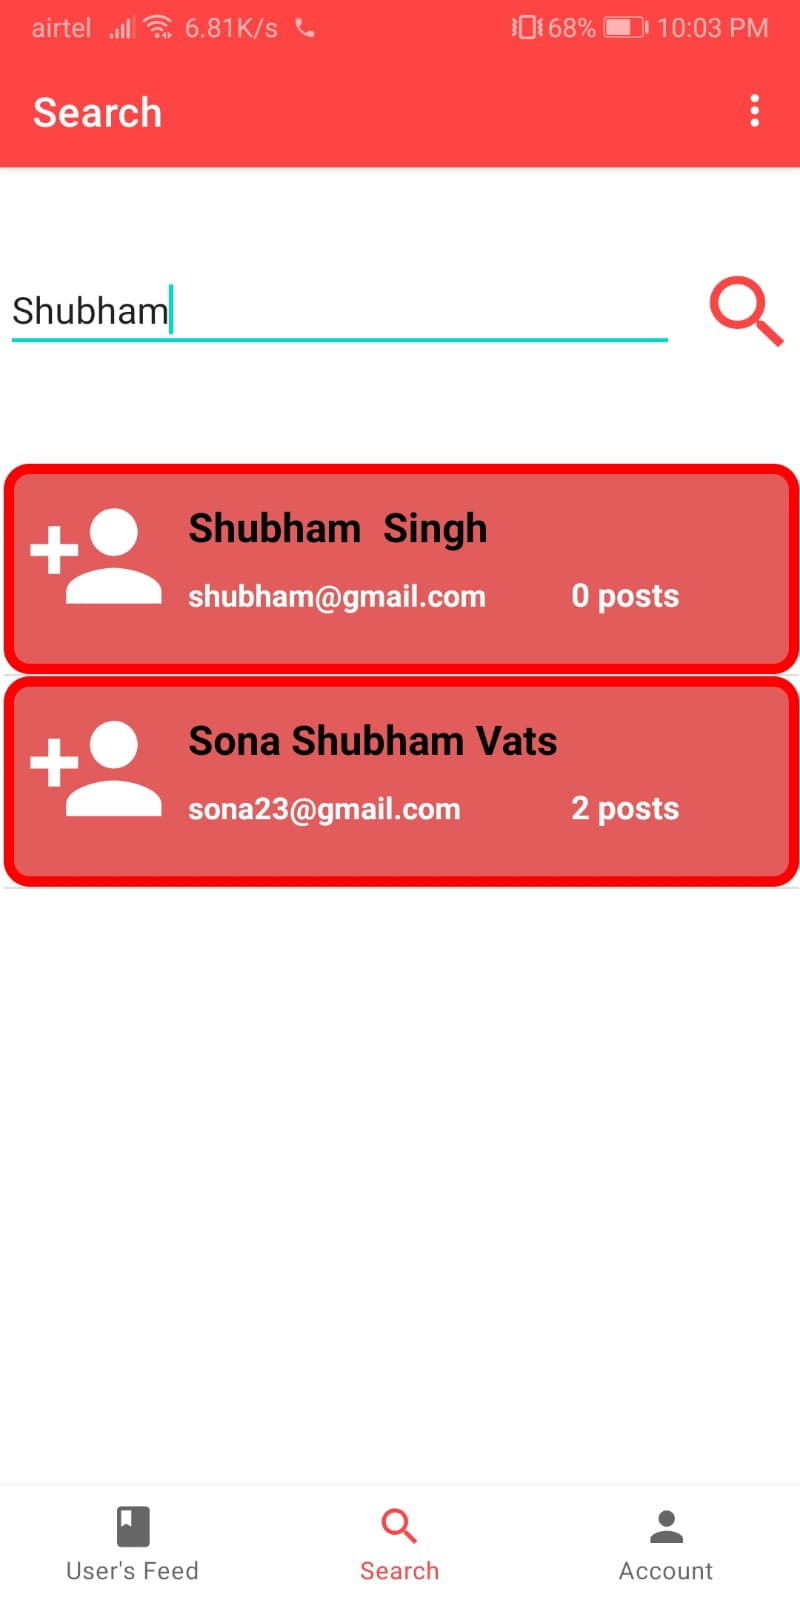 airtel 6.81K/s 68% 10:03 PM
Search
Shubham
Shubham  Singh
shubham@gmail.com 0 posts
Sona Shubham Vats
sona23@gmail.com 2 posts
User's Feed Search Account